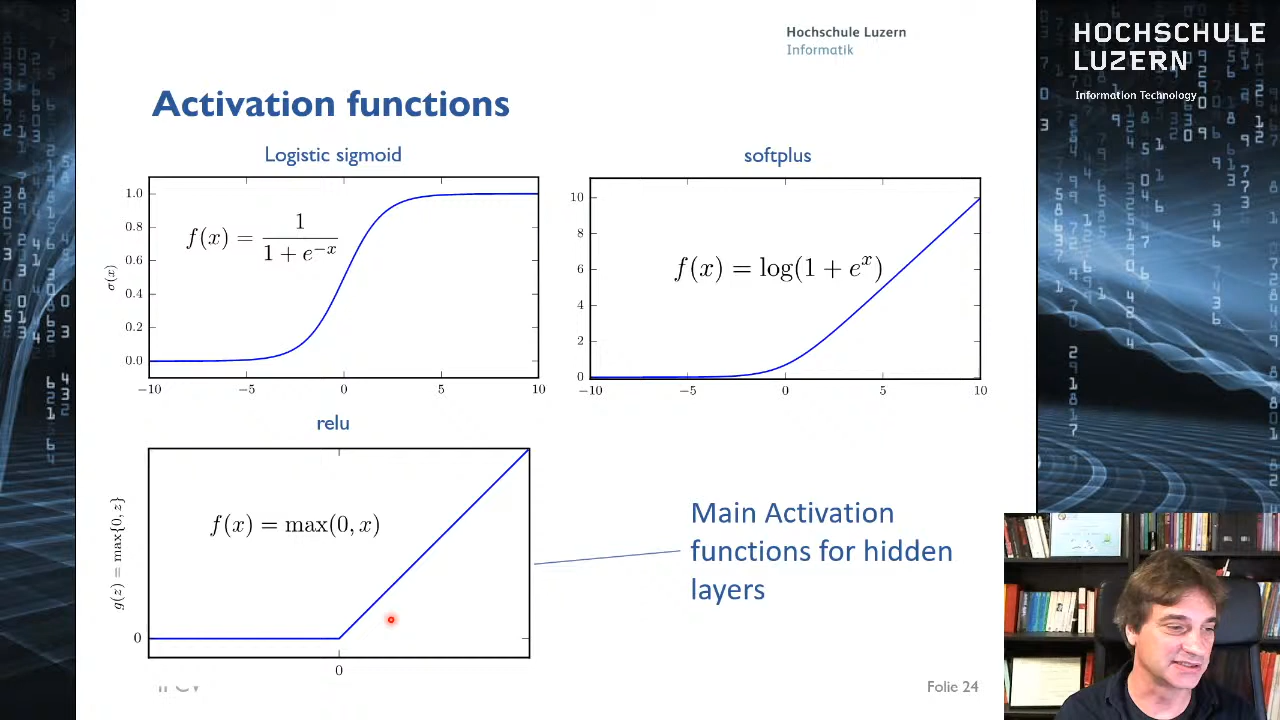 Hochschule Luzern
Informatik
HOCHSCHULE
LUZERN
Information Technology
Activation functions
Logistic sigmoid
softplus
f(x) = 1 / (1 + e^{-x})
σ(x)
1.0
0.8
0.6
0.4
0.2
0.0
−10
−5
0
5
10
f(x) = log(1 + e^x)
10
8
6
4
2
0
−10
−5
0
5
10
relu
f(x) = max(0, x)
g(z) = max{0, z}
0
0
Main Activation
functions for hidden
layers
Folie 24